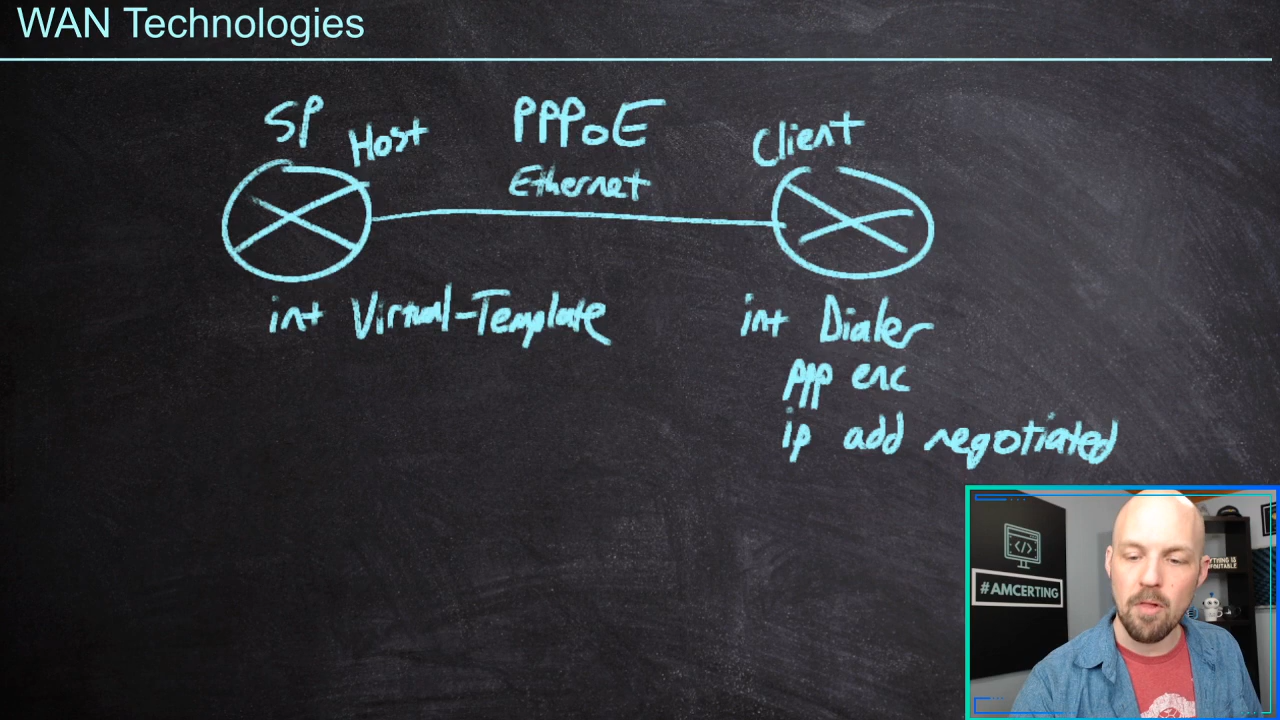 WAN Technologies
SP
Host
PPPoE
Ethernet
Client
int Virtual-Template
int Dialer
ppp enc
ip add negotiated
</>
#AMCERTING